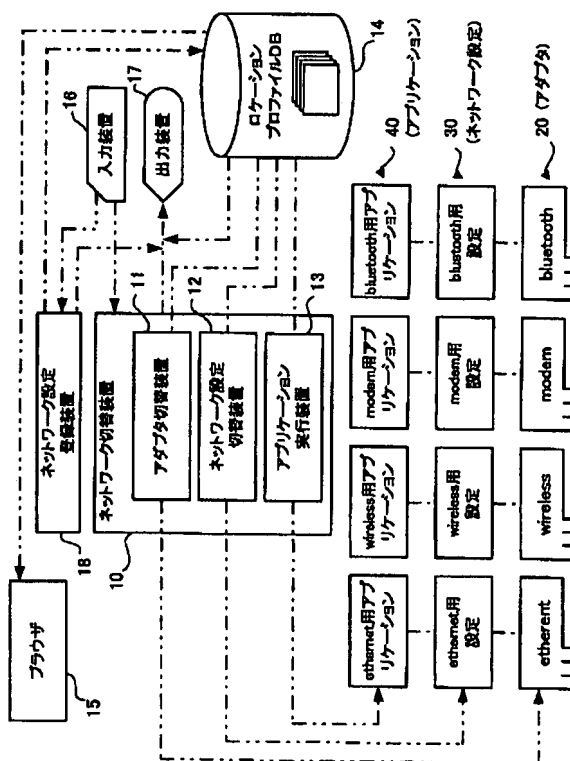 ブラウザ
15
ネットワーク設定
登録装置
18
入力装置
16
出力装置
17
ロケーション
プロファイルDB
14
ネットワーク切替装置
10
アダプタ切替装置
11
ネットワーク設定
切替装置
12
アプリケーション
実行装置
13
ethernet用アプ
リケーション
wireless用アプ
リケーション
modem用アプ
リケーション
bluetooth用アプ
リケーション
40
(アプリケーション)
ethernet用
設定
wireless用
設定
modem用
設定
bluetooth用
設定
30
(ネットワーク設定)
etherent
wireless
modem
bluetooth
20 (アダプタ)